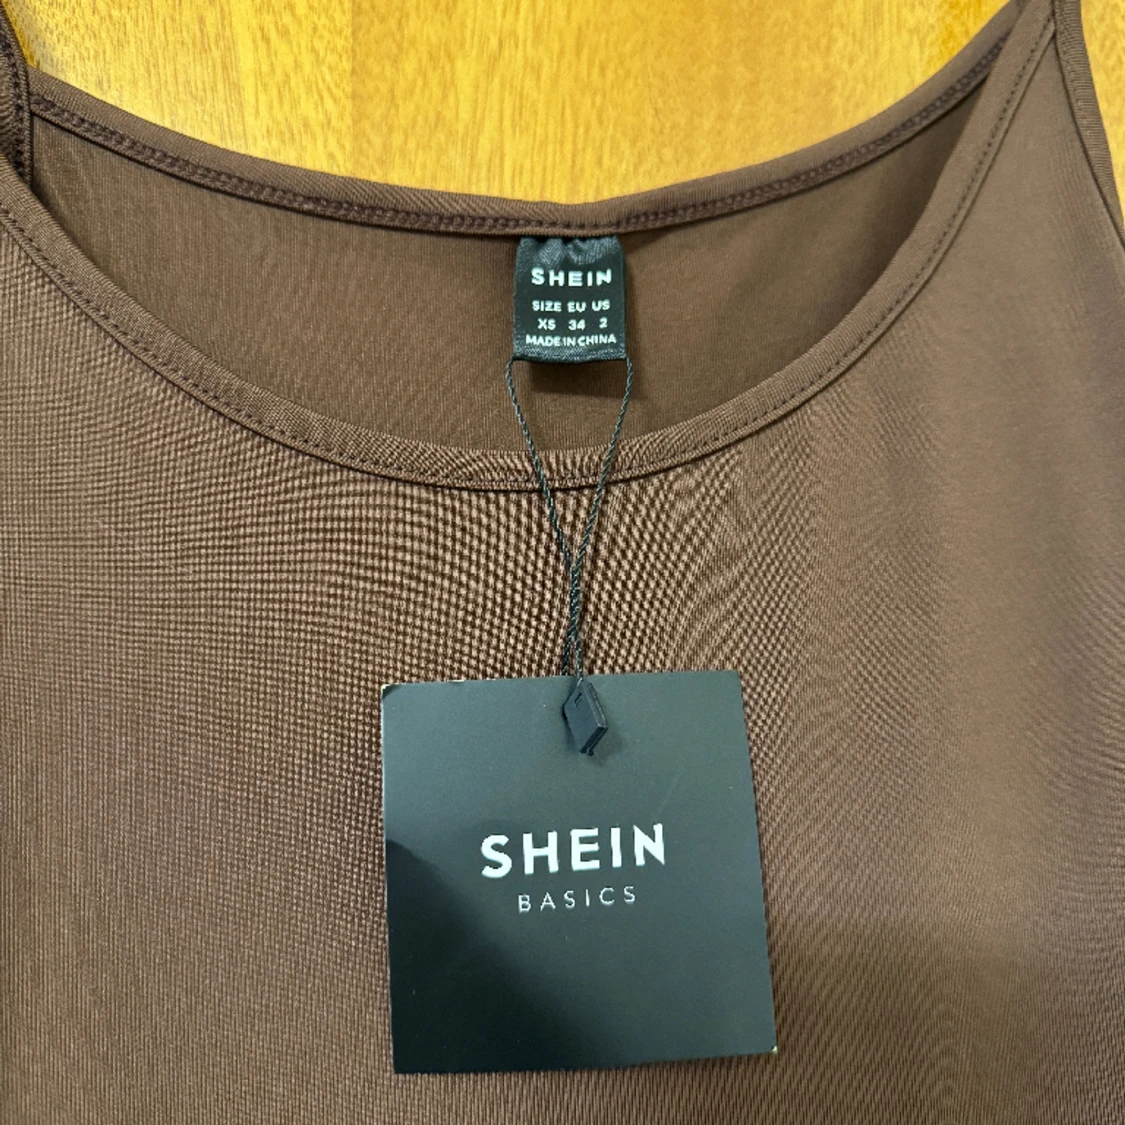 SHEIN
SIZE EU US
XS 34 2
MADE IN CHINA
SHEIN
BASICS